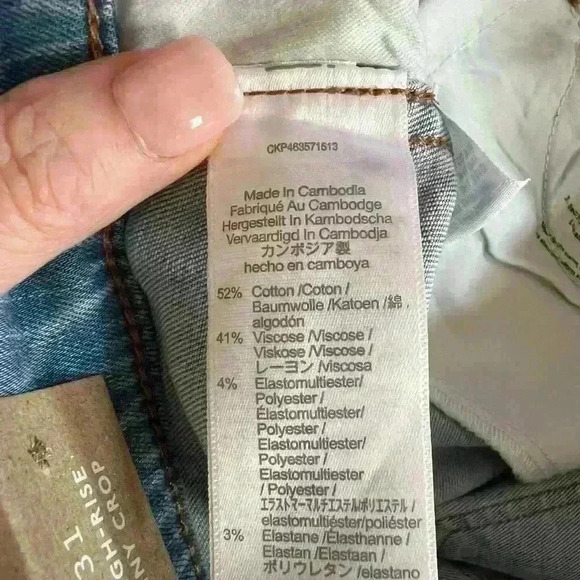 CKP463571513
Made In Cambodia
Fabriqué Au Cambodge
Hergesteilt In Kambodscha
Vervaardigd In Cambodja
カンボジア製
hecho en camboya
52% Cotton /Coton /
Baumwolle /Katoen /綿
algodón
41% Viscose /Viscose /
Viskose /Viscose /
レーヨン /viscosa
4% Elastomultiester/
Polyester /
Élastomultiester/
Polyester /
Elastomultiester/
Polyester /
Elastomultiester
/ Polyester /
エラストマーマルチエステル/ポリエステル /
elastomultiéster/poliéster
3% Elastane /Élasthanne /
Elastan /Elastaan /
ポリウレタン /elastano
31
GH-RISE
NY CROP